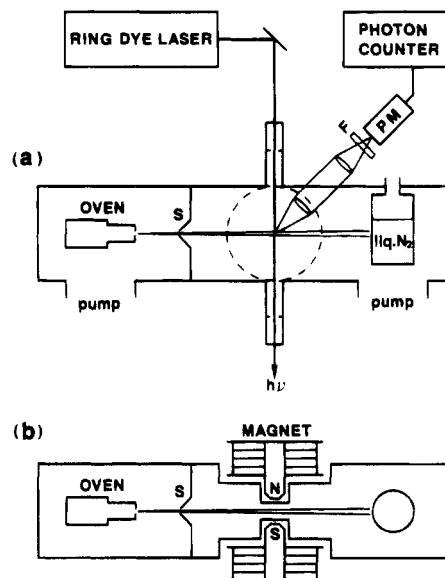 RING DYE LASER
PHOTON
COUNTER
PM
F
(a)
OVEN
S
liq.N₂
pump
pump
hν
(b)
MAGNET
OVEN
S
N
S